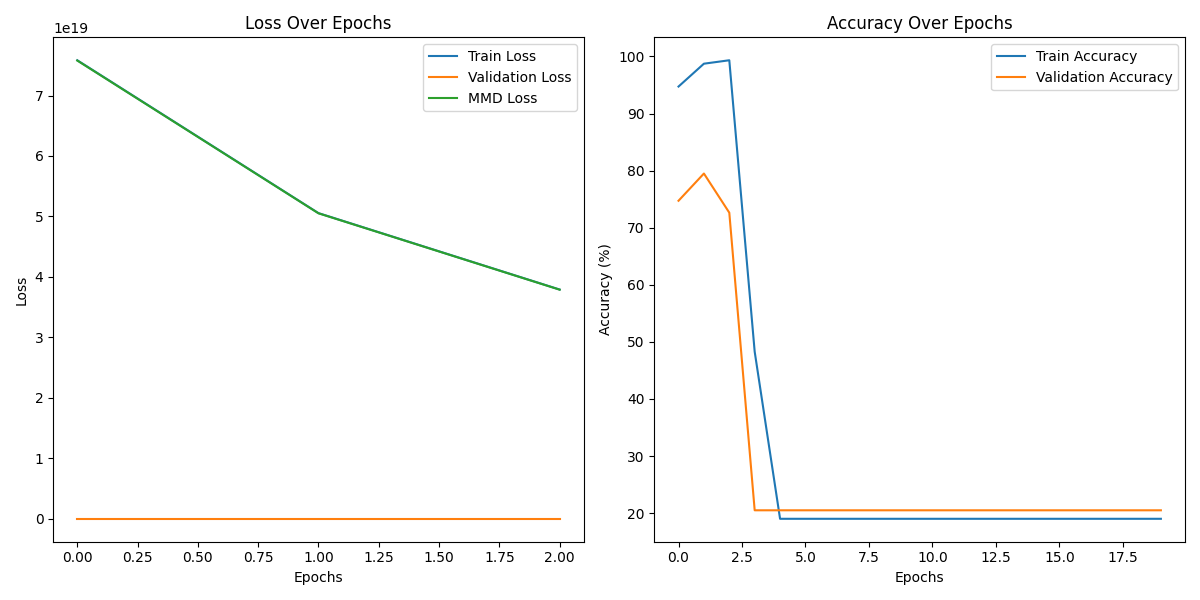 Loss Over Epochs
1e19
Train Loss
Validation Loss
MMD Loss
7
6
5
4
3
2
1
0
Loss
0.00 0.25 0.50 0.75 1.00 1.25 1.50 1.75 2.00
Epochs
Accuracy Over Epochs
Train Accuracy
Validation Accuracy
100
90
80
70
60
50
40
30
20
Accuracy (%)
0.0 2.5 5.0 7.5 10.0 12.5 15.0 17.5
Epochs